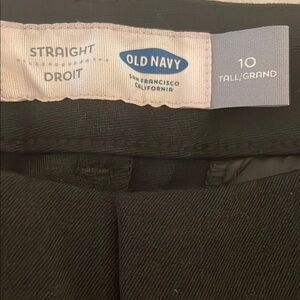 STRAIGHT
DROIT
OLD NAVY
SAN FRANCISCO
CALIFORNIA
10
TALL/GRAND